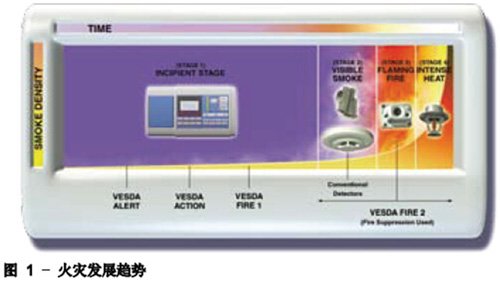 TIME
SMOKE DENSITY
(STAGE 1)
INCIPIENT STAGE
(STAGE 2)
VISIBLE
SMOKE
(STAGE 3)
FLAMING
FIRE
(STAGE 4)
INTENSE
HEAT
VESDA
ALERT
VESDA
ACTION
VESDA
FIRE 1
Conventional
Detectors
VESDA FIRE 2
(Fire Suppression Used)
图 1 – 火灾发展趋势